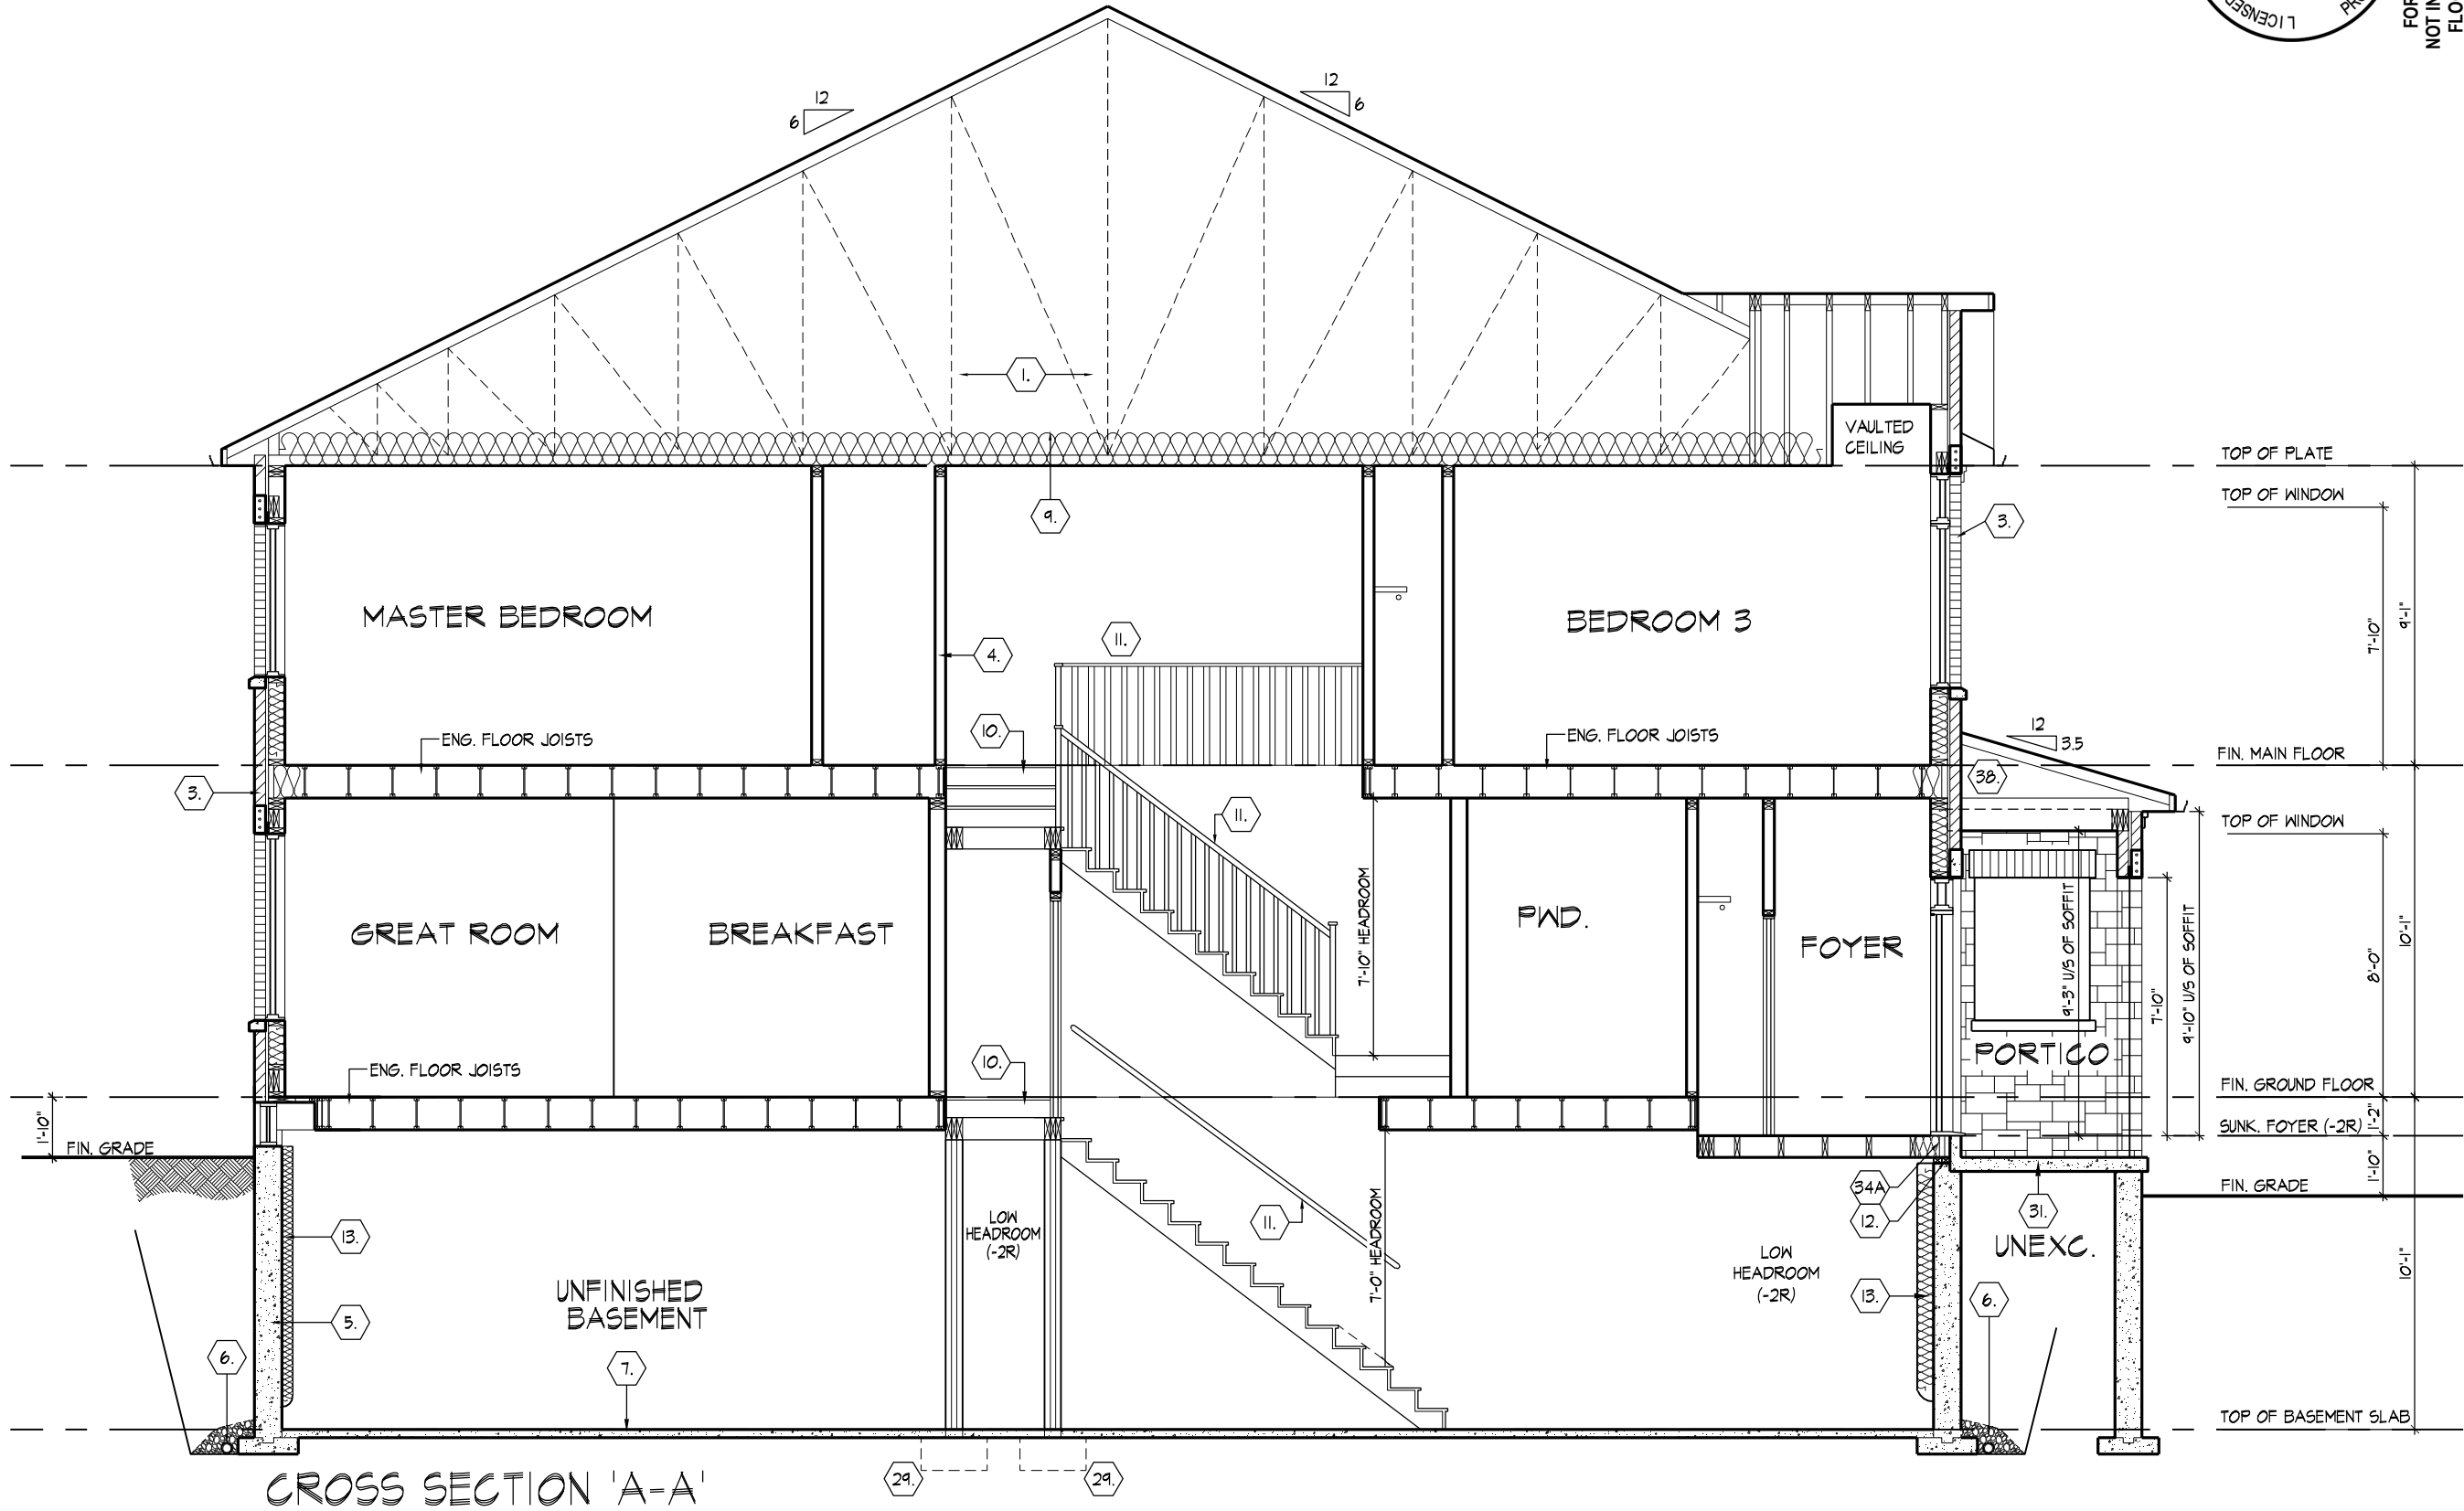 LICENSED
PR
FOR
NOT IN
FLO
12
6
12
6
1.
VAULTED
CEILING
TOP OF PLATE
9.
TOP OF WINDOW
3.
MASTER BEDROOM
BEDROOM 3
7'-10"
9'-1"
11.
4.
10.
ENG. FLOOR JOISTS
ENG. FLOOR JOISTS
12
3.5
FIN. MAIN FLOOR
3.
38.
11.
TOP OF WINDOW
GREAT ROOM
BREAKFAST
7'-10" HEADROOM
PWD.
FOYER
9'-3" U/S OF SOFFIT
7'-10"
9'-10" U/S OF SOFFIT
8'-0"
10'-1"
PORTICO
10.
ENG. FLOOR JOISTS
FIN. GROUND FLOOR
1'-10"
FIN. GRADE
SUNK. FOYER (-2R)
1'-2"
1'-10"
FIN. GRADE
34A
12.
31.
13.
LOW
HEADROOM
(-2R)
11.
7'-0" HEADROOM
UNEXC.
LOW
HEADROOM
(-2R)
13.
6.
10'-1"
UNFINISHED
BASEMENT
5.
6.
7.
TOP OF BASEMENT SLAB
29.
29.
CROSS SECTION 'A-A'